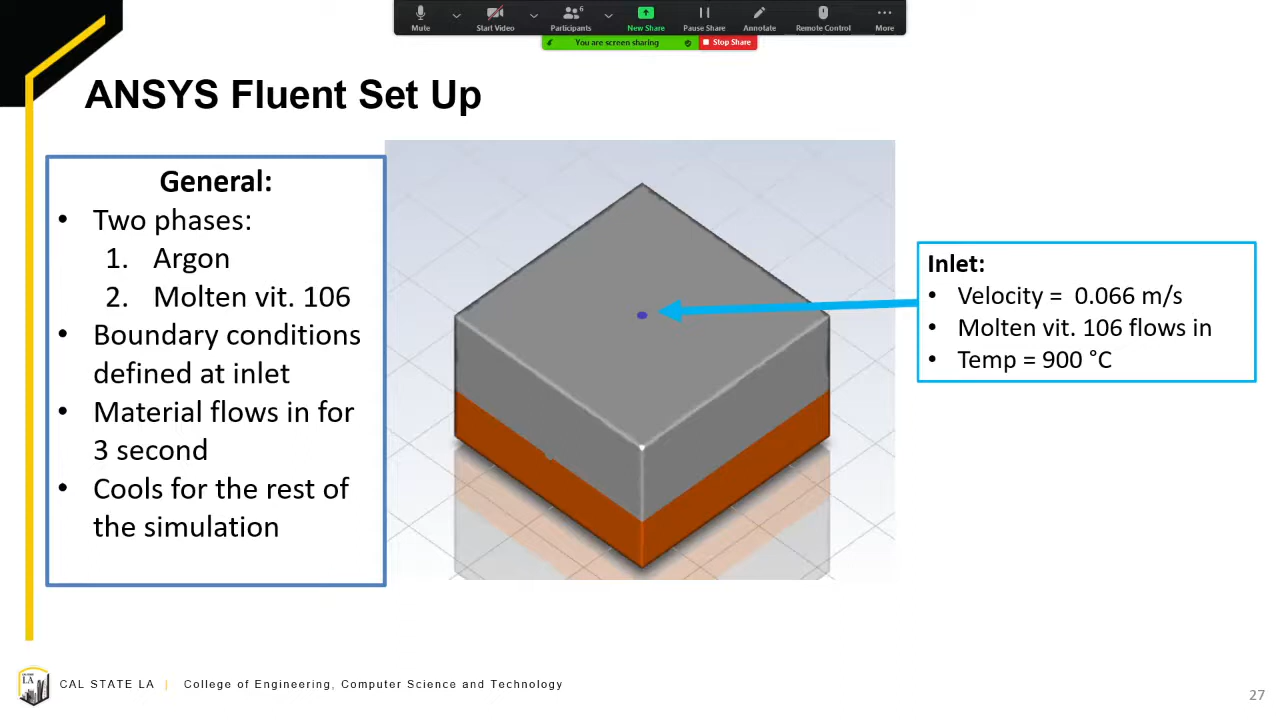 Mute
Start Video
6
Participants
New Share
Pause Share
Annotate
Remote Control
More
You are screen sharing
Stop Share
ANSYS Fluent Set Up
General:
• Two phases:
1. Argon
2. Molten vit. 106
• Boundary conditions
defined at inlet
• Material flows in for
3 second
• Cools for the rest of
the simulation
Inlet:
• Velocity = 0.066 m/s
• Molten vit. 106 flows in
• Temp = 900 °C
LA
CAL STATE LA | College of Engineering, Computer Science and Technology
27